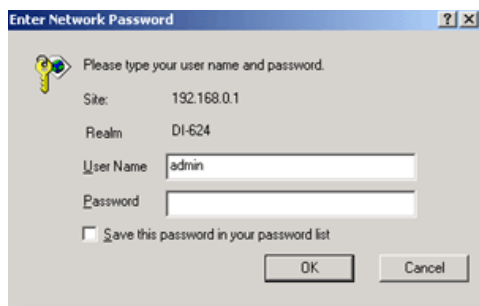 Enter Network Password
Please type your user name and password.
Site: 192.168.0.1
Realm DI-624
User Name admin
Password
Save this password in your password list
OK Cancel